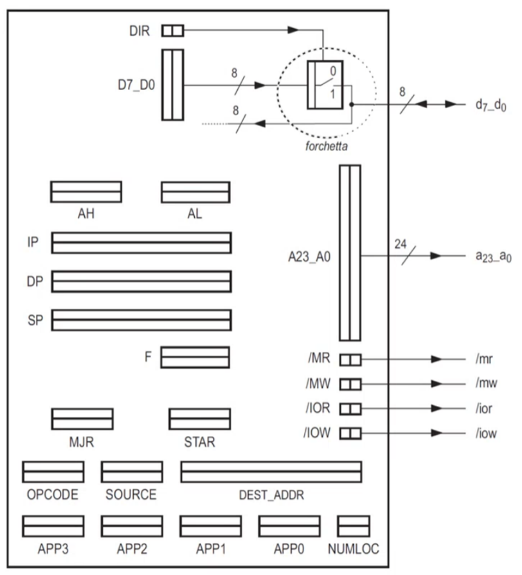 DIR
D7_D0
8
0
1
8
8
d7_d0
forchetta
AH
AL
IP
DP
SP
F
A23_A0
24
a23_a0
/MR
/mr
/MW
/mw
/IOR
/ior
/IOW
/iow
MJR
STAR
OPCODE
SOURCE
DEST_ADDR
APP3
APP2
APP1
APP0
NUMLOC